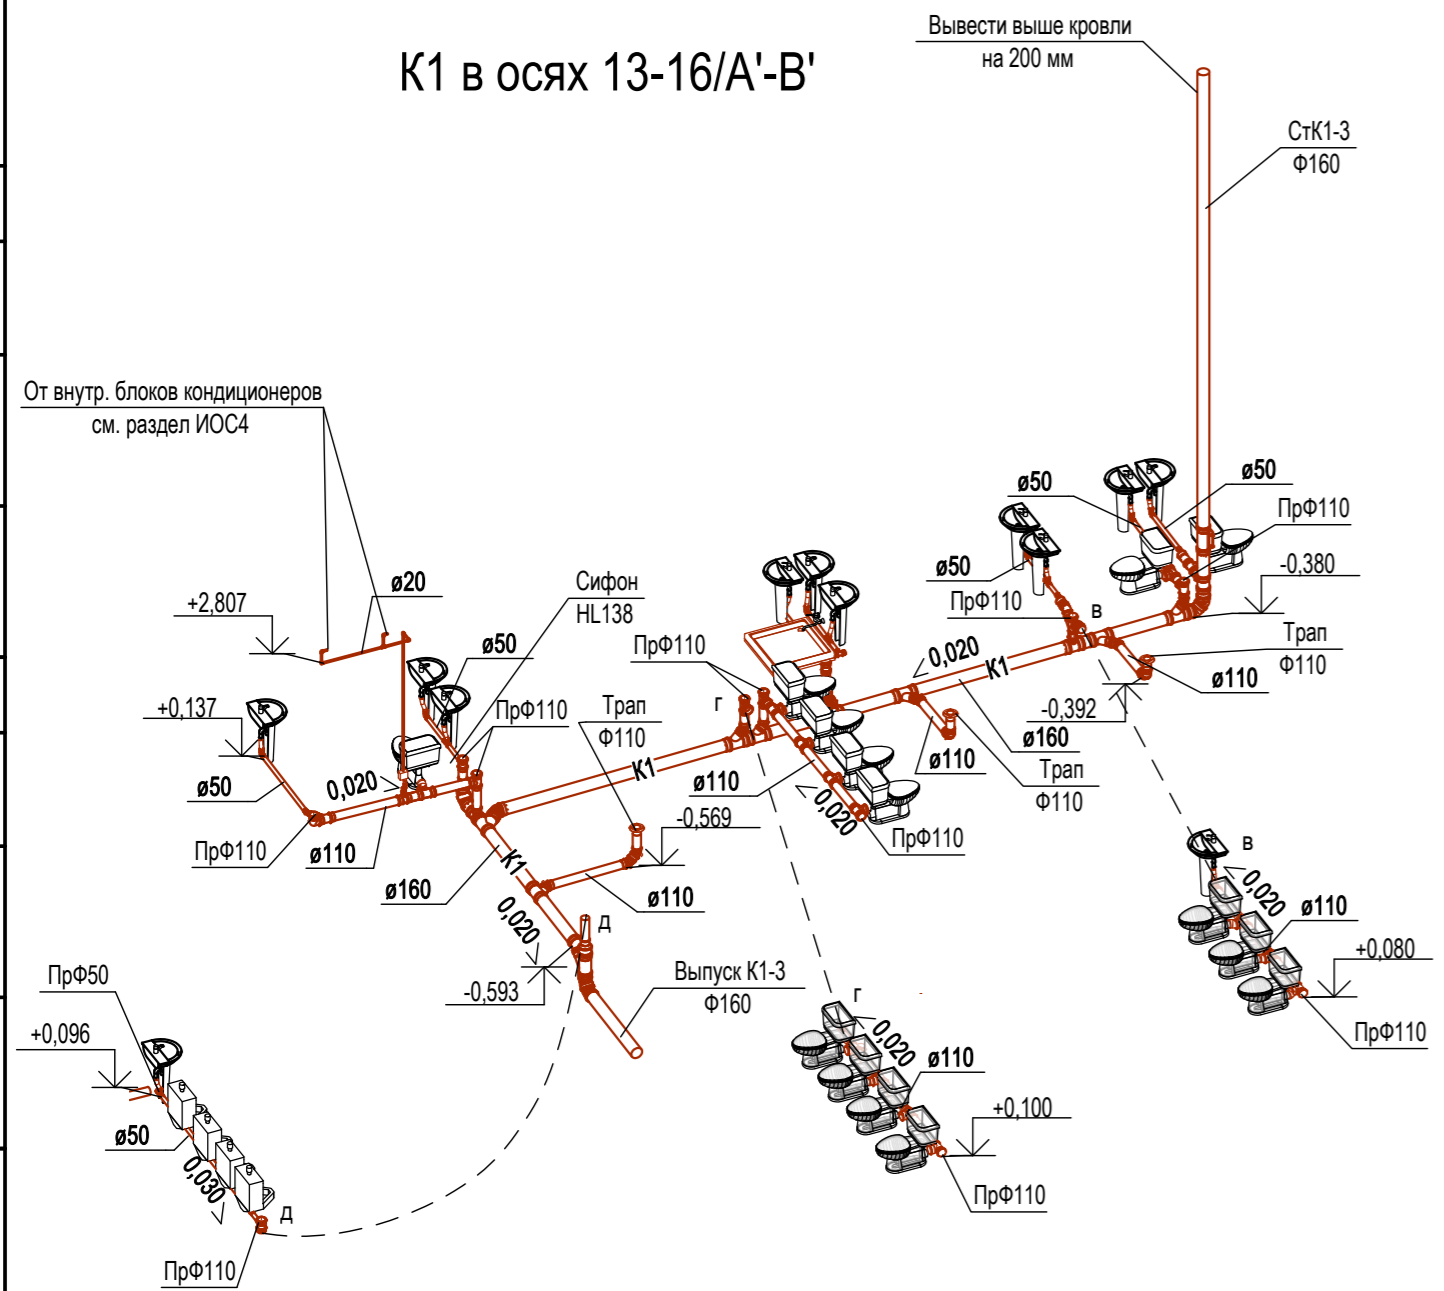 Вывести выше кровли
на 200 мм
К1 в осях 13-16/А'-В'
СтК1-3
Ф160
От внутр. блоков кондиционеров
см. раздел ИОС4
ø50
ø50
ПрФ110
-0,380
ø50
ПрФ110
в
Трап
Ф110
ø110
-0,392
0,020
К1
ø160
Сифон
HL138
ø20
+2,807
ø50
ПрФ110
+0,137
ПрФ110
Трап
Ф110
г
ø110
Трап
Ф110
К1
ø110
0,020
ПрФ110
0,020
ø50
ПрФ110
ø110
-0,569
К1
ø160
ø110
0,020
д
-0,593
Выпуск К1-3
Ф160
в
0,020
ø110
+0,080
ПрФ110
г
0,020
ø110
+0,100
ПрФ110
ПрФ50
+0,096
ø50
0,030
д
ПрФ110